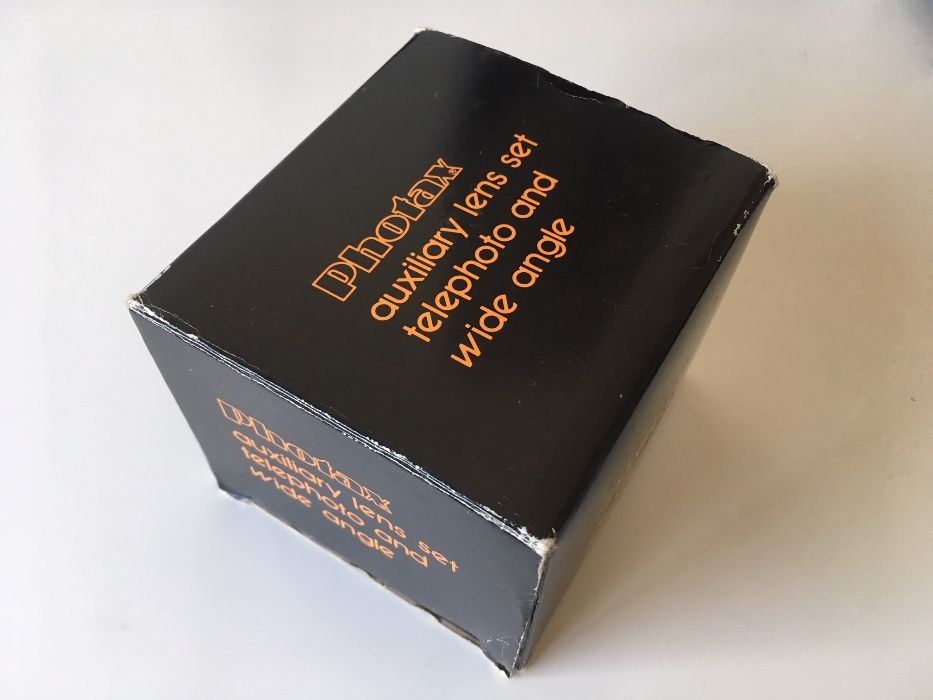 Photax
auxiliary lens set
telephoto and
wide angle
Photax
auxiliary lens set
telephoto and
wide angle